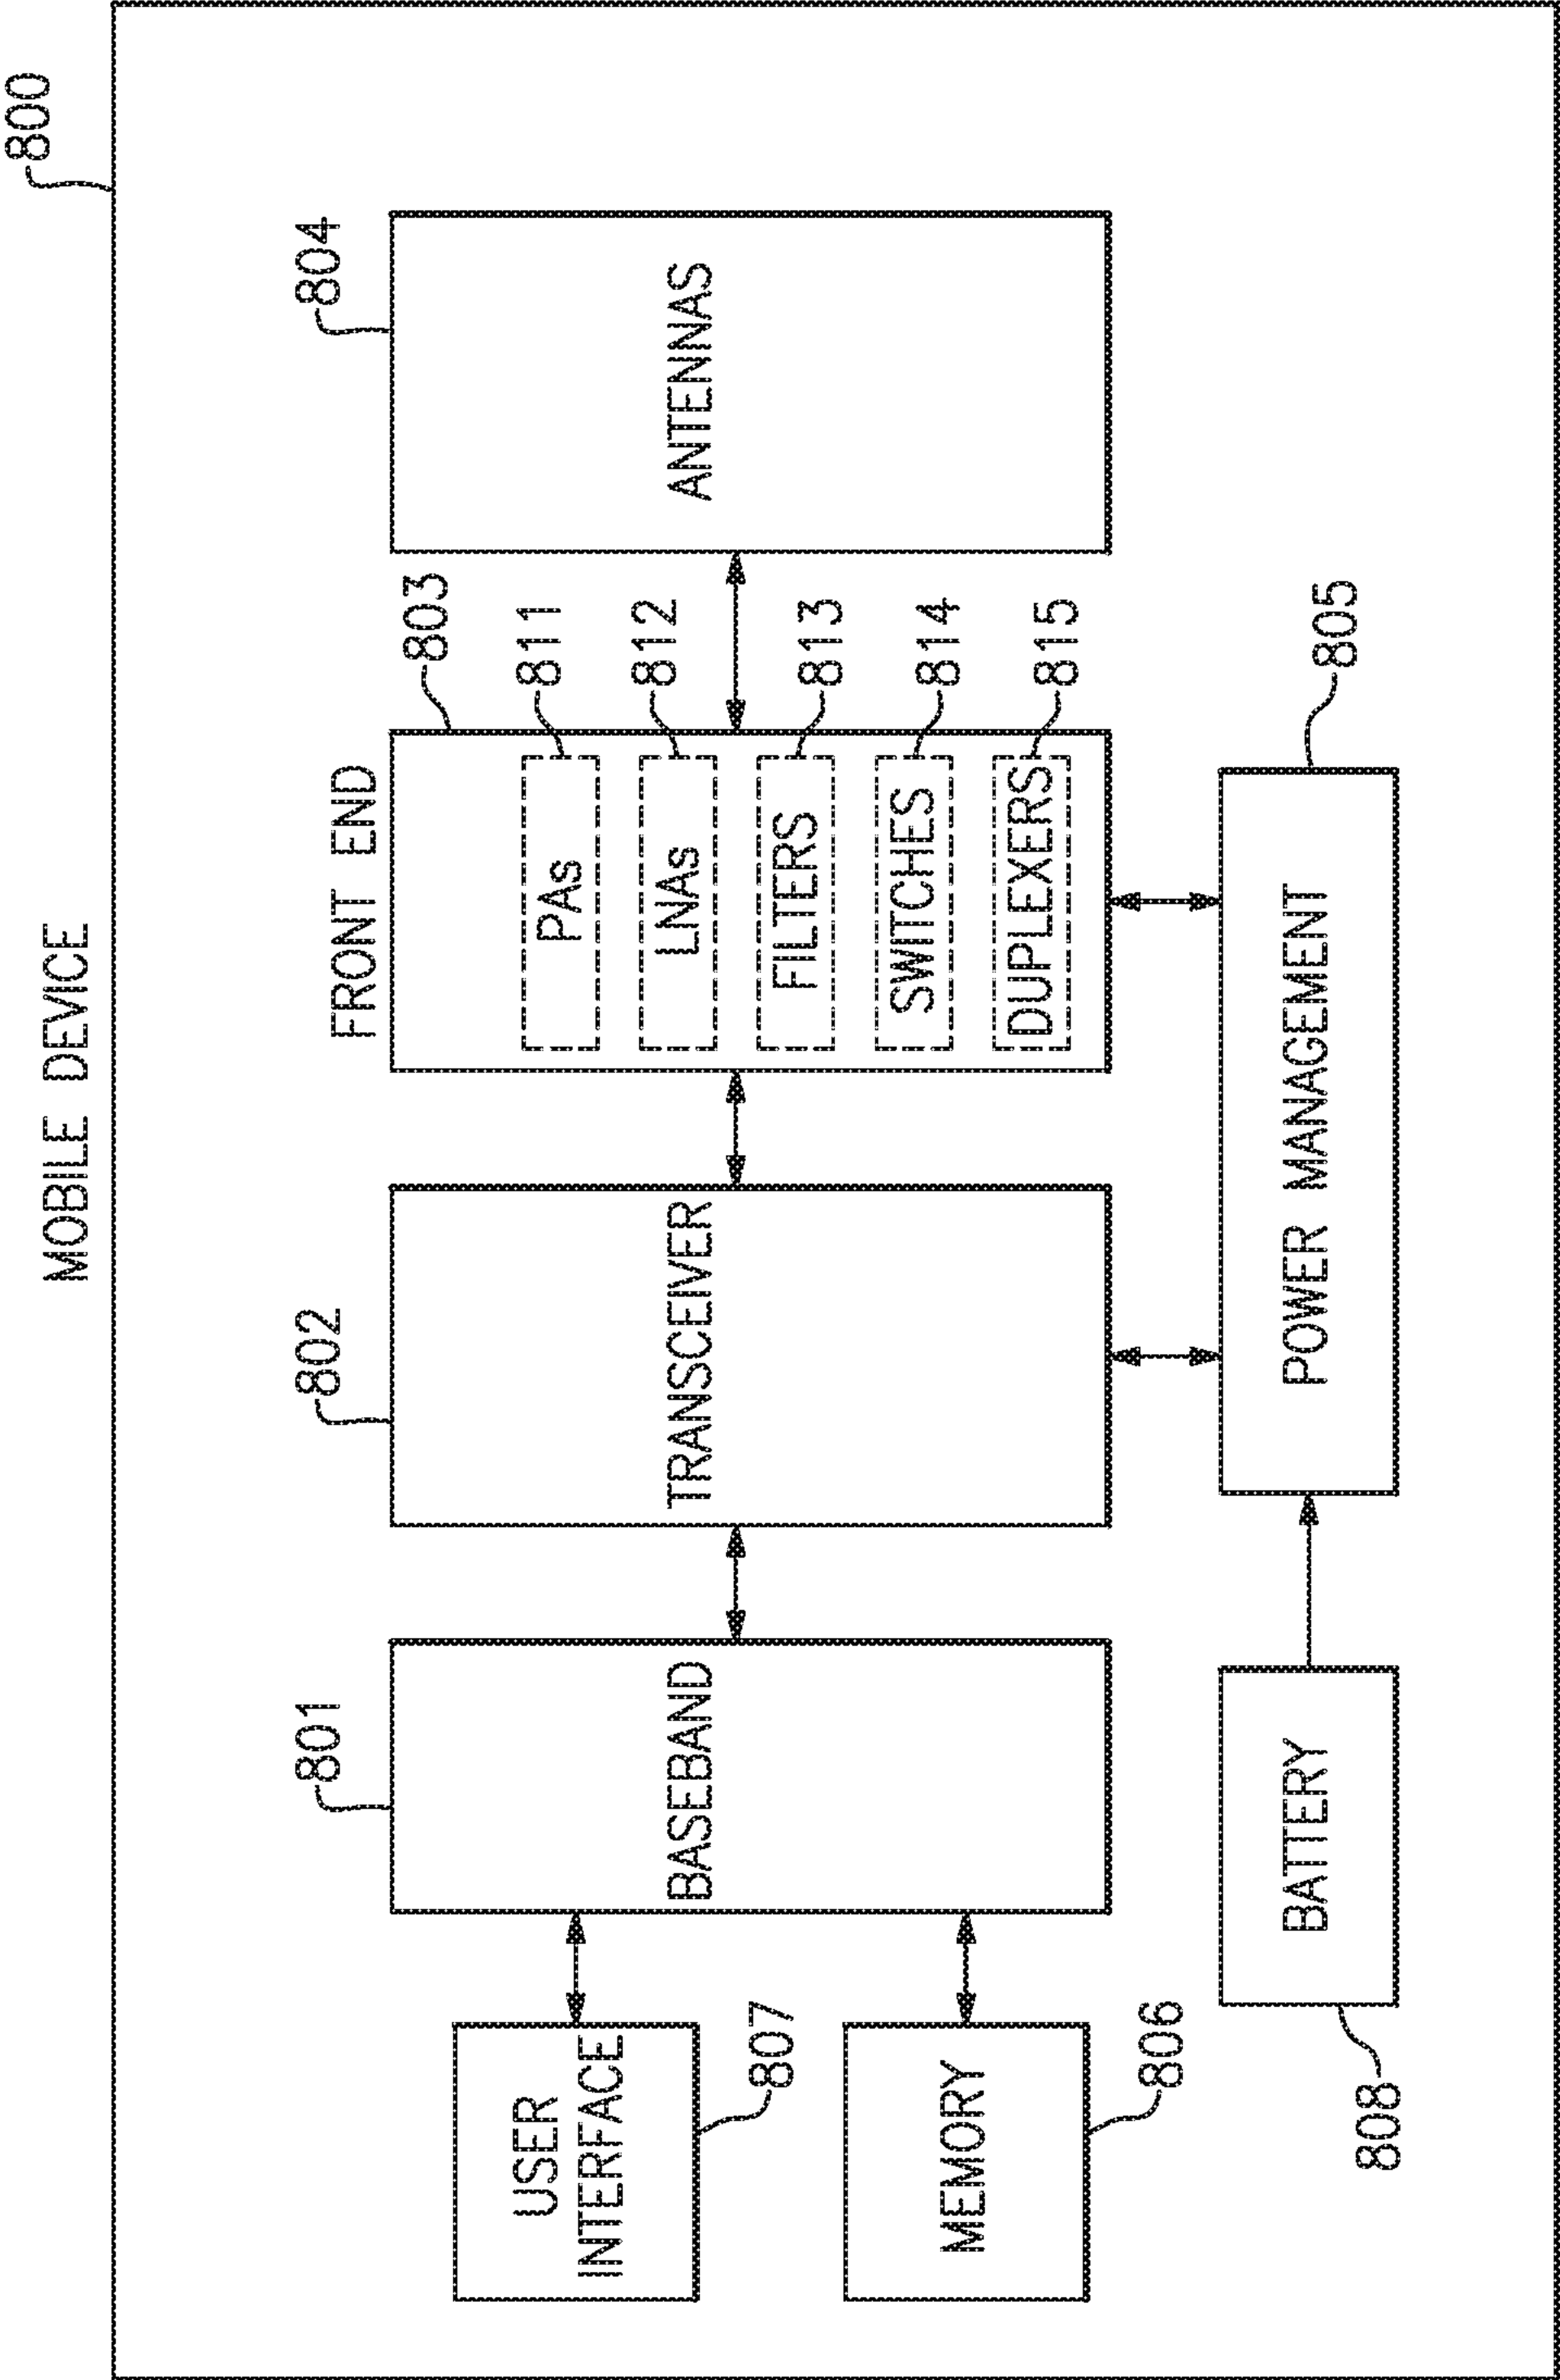 MOBILE DEVICE
800
801
802
FRONT END
803
804
USER
INTERFACE
807
BASEBAND
TRANSCEIVER
PAs
811
LNAs
812
FILTERS
813
SWITCHES
814
DUPLEXERS
815
ANTENNAS
MEMORY
806
BATTERY
808
POWER MANAGEMENT
805